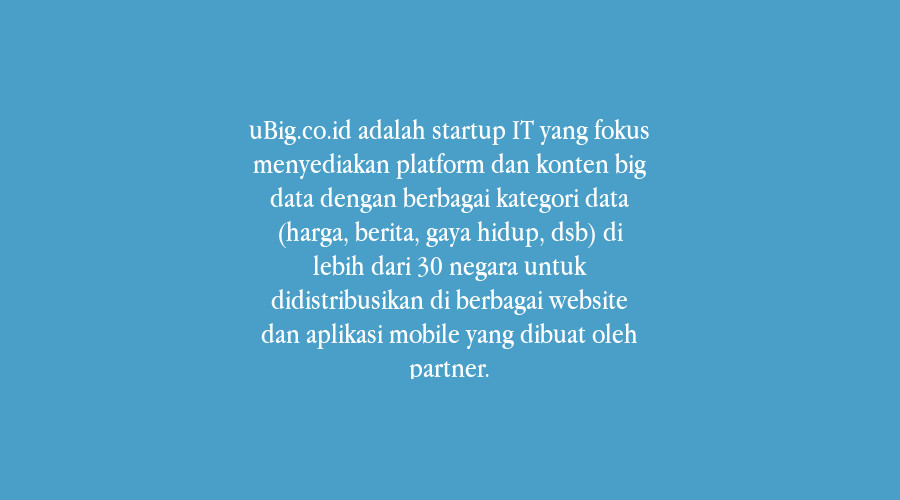 uBig.co.id adalah startup IT yang fokus
menyediakan platform dan konten big
data dengan berbagai kategori data
(harga, berita, gaya hidup, dsb) di
lebih dari 30 negara untuk
didistribusikan di berbagai website
dan aplikasi mobile yang dibuat oleh
partner.